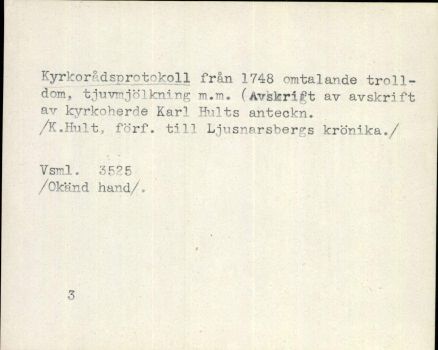 Kyrkorådsprotokoll från 1748 omtalande troll-
dom, tjuvmjölkning m.m. (Avskrift av avskrift
av kyrkoherde Karl Hults anteckn.
/K.Hult, förf. till Ljusnarsbergs krönika./
Vsml. 3525
/Okänd hand/.
3